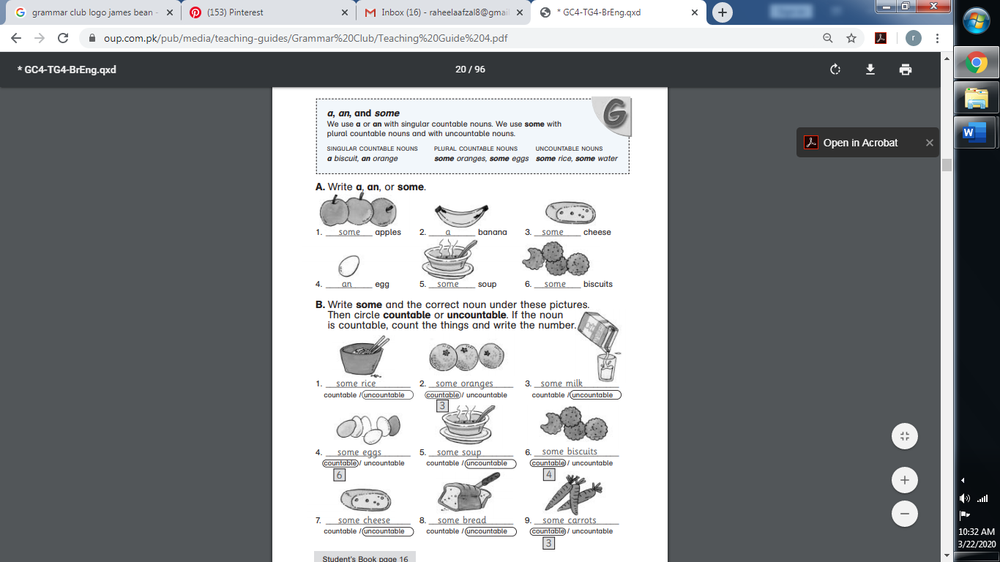 grammar club logo james bean -
(153) Pinterest
Inbox (16) - raheelaafzal8@gmai
* GC4-TG4-BrEng.qxd
oup.com.pk/pub/media/teaching-guides/Grammar%20Club/Teaching%20Guide%204.pdf
r
* GC4-TG4-BrEng.qxd
20 / 96
Open in Acrobat
a, an, and some
G
We use a or an with singular countable nouns. We use some with
plural countable nouns and with uncountable nouns.
SINGULAR COUNTABLE NOUNS PLURAL COUNTABLE NOUNS UNCOUNTABLE NOUNS
a biscuit, an orange some oranges, some eggs some rice, some water
A. Write a, an, or some.
1. some apples 2. a banana 3. some cheese
4. an egg 5. some soup 6. some biscuits
B. Write some and the correct noun under these pictures.
Then circle countable or uncountable. If the noun
is countable, count the things and write the number.
1. some rice 2. some oranges 3. some milk
countable / uncountable countable / uncountable countable / uncountable
3
4. some eggs 5. some soup 6. some biscuits
countable / uncountable countable / uncountable countable / uncountable
6 4
7. some cheese 8. some bread 9. some carrots
countable / uncountable countable / uncountable countable / uncountable
3
Student's Book page 16
W
10:32 AM
3/22/2020